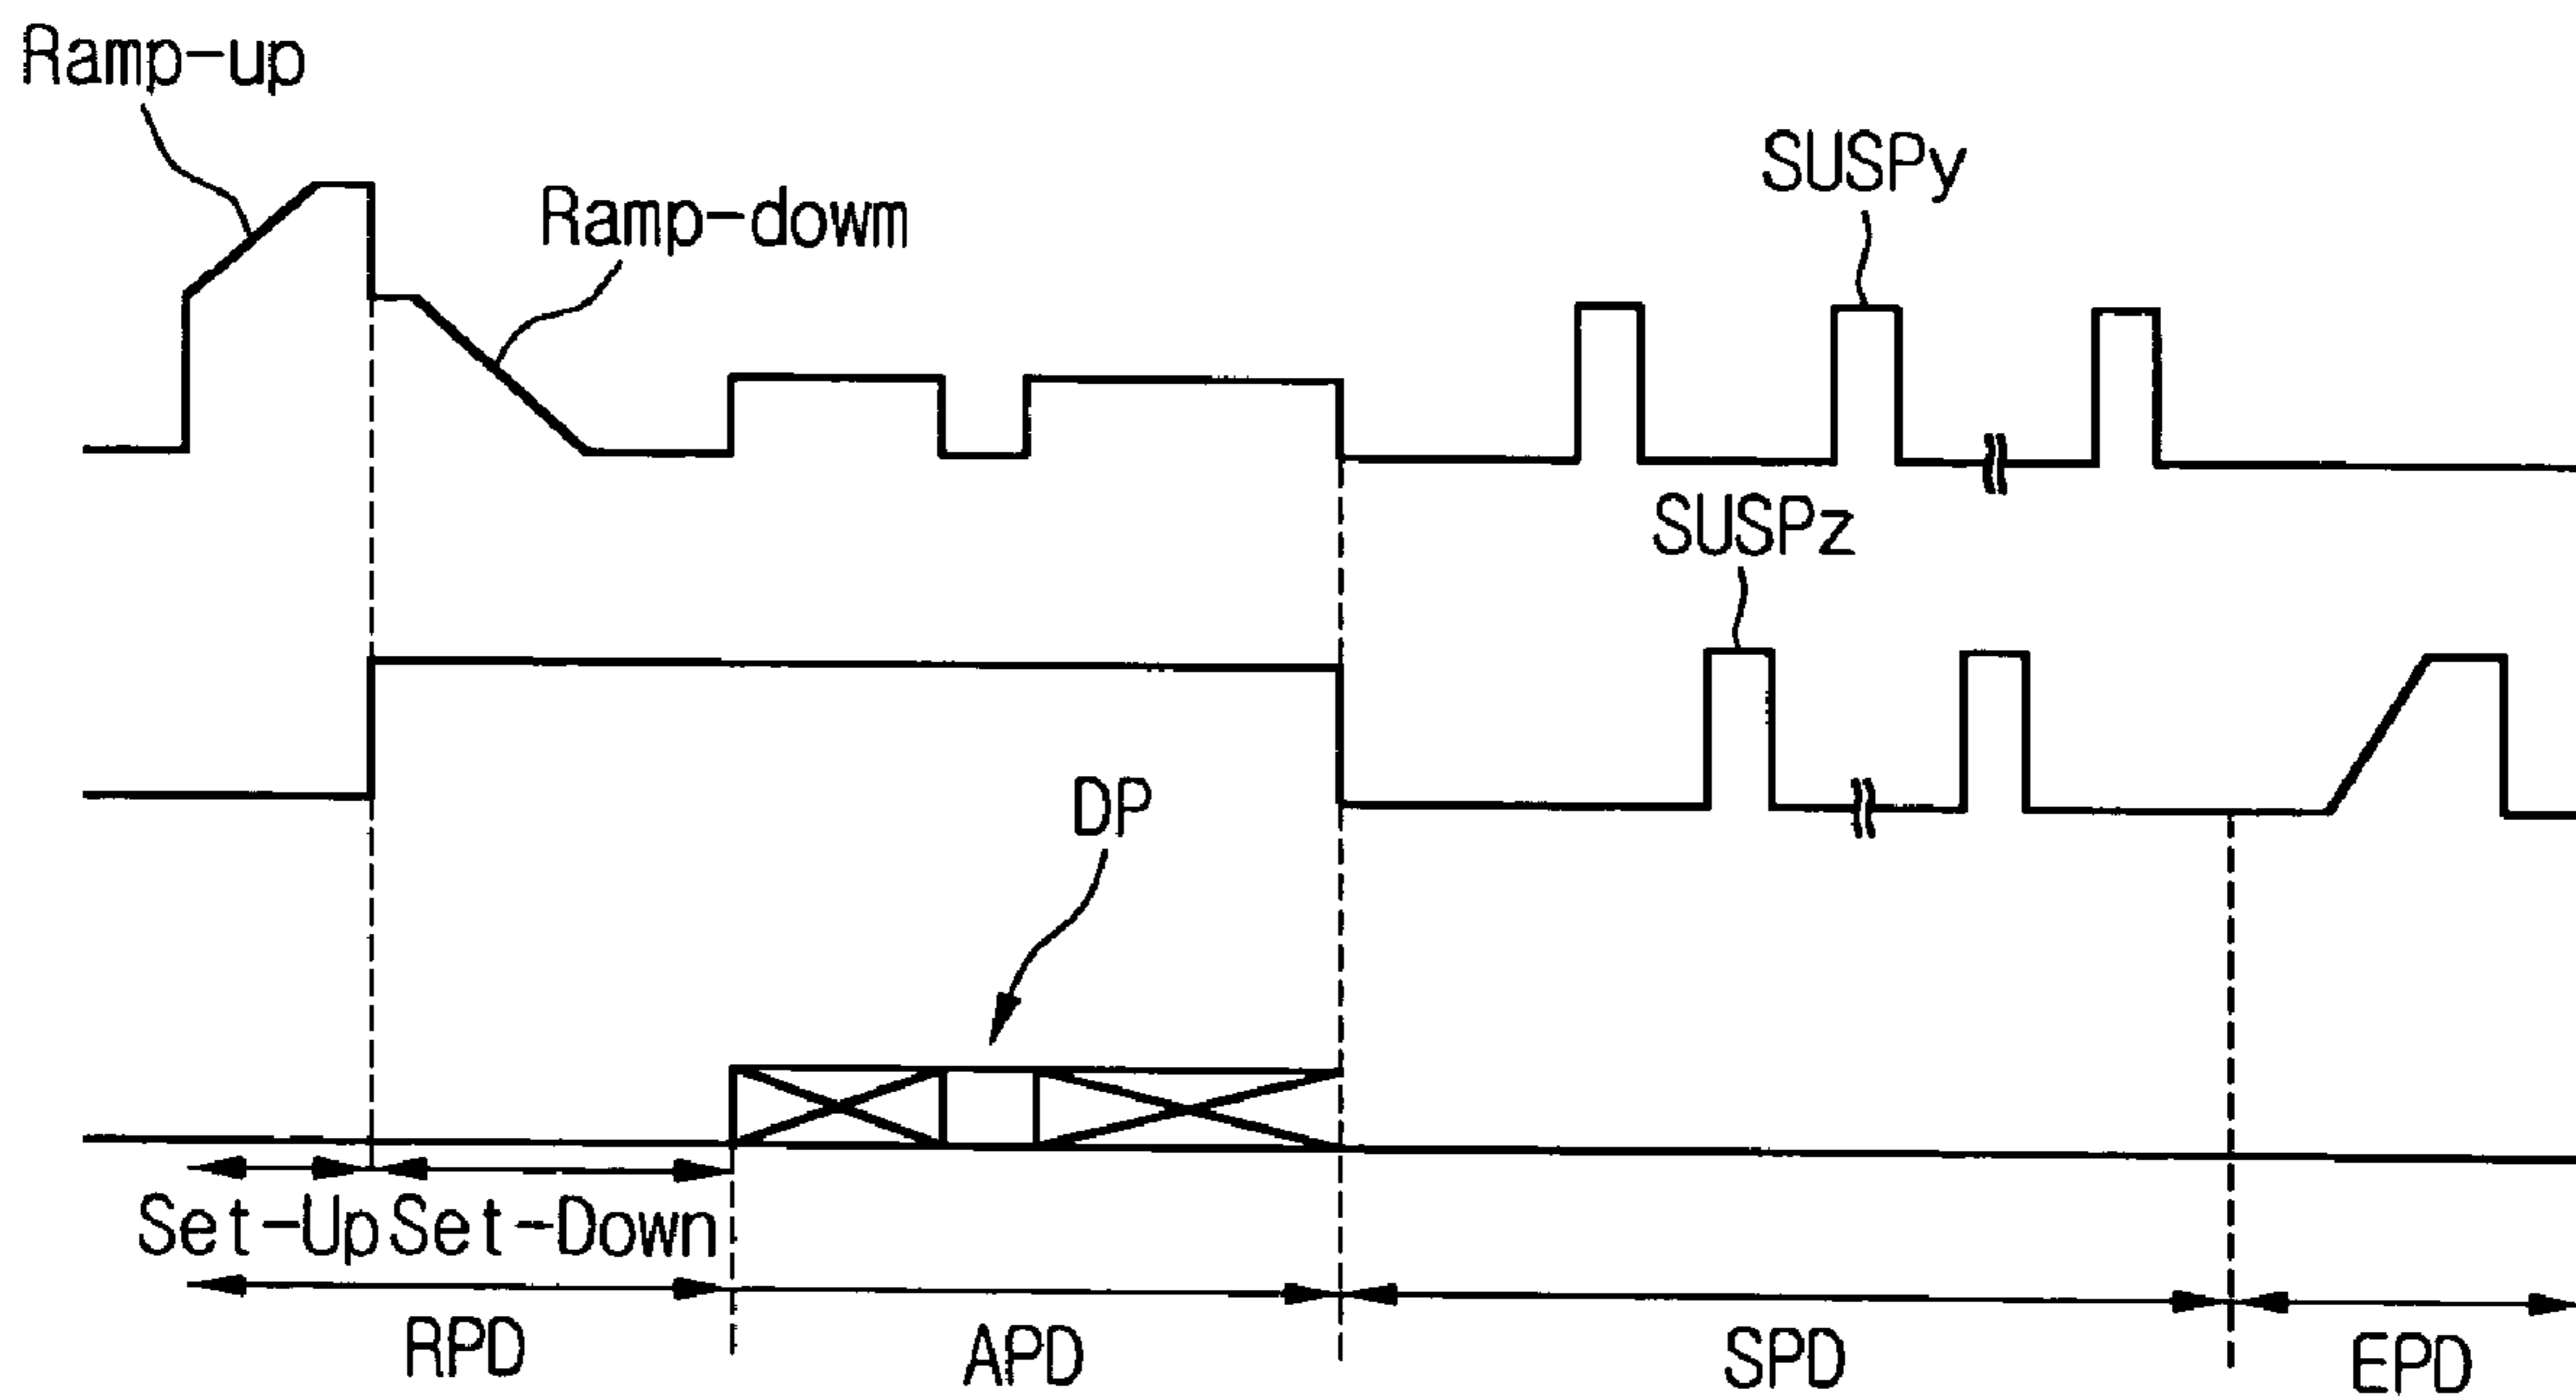 Ramp-up
Ramp-dowm
SUSPy
SUSPz
DP
Set-Up Set-Down
RPD
APD
SPD
EPD